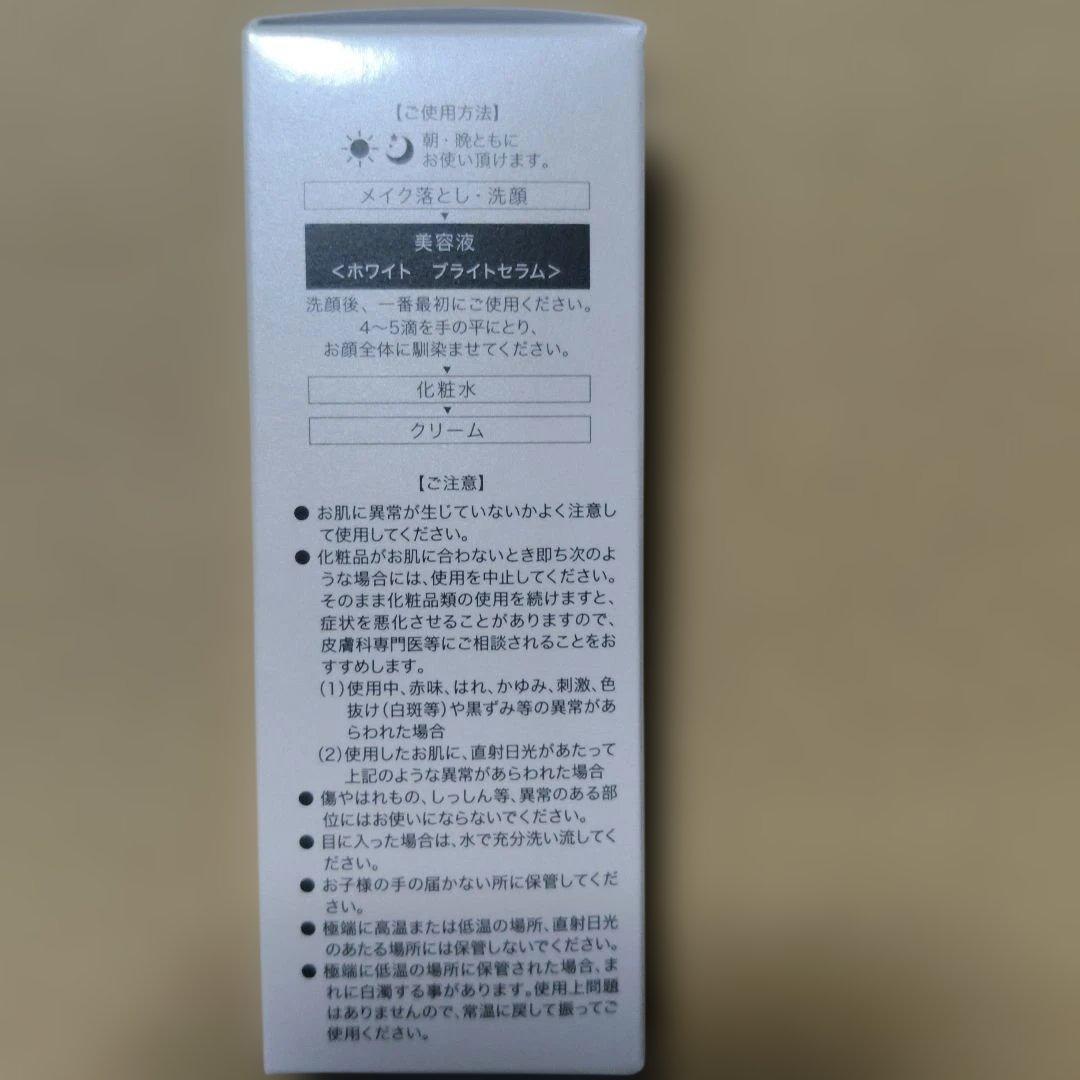 【ご使用方法】
朝・晩ともに
お使い頂けます。
メイク落とし・洗顔
▼
美容液
＜ホワイト　ブライトセラム＞
洗顔後、一番最初にご使用ください。
4〜5滴を手の平にとり、
お顔全体に馴染ませてください。
▼
化粧水
▼
クリーム
【ご注意】
● お肌に異常が生じていないかよく注意し
て使用してください。
● 化粧品がお肌に合わないとき即ち次のよ
うな場合には、使用を中止してください。
そのまま化粧品類の使用を続けますと、
症状を悪化させることがありますので、
皮膚科専門医等にご相談されることをお
すすめします。
(1)使用中、赤味、はれ、かゆみ、刺激、色
抜け(白斑等)や黒ずみ等の異常があ
らわれた場合
(2)使用したお肌に、直射日光があたって
上記のような異常があらわれた場合
● 傷やはれもの、しっしん等、異常のある部
位にはお使いにならないでください。
● 目に入った場合は、水で充分洗い流してく
ださい。
● お子様の手の届かない所に保管してくだ
さい。
● 極端に高温または低温の場所、直射日光
のあたる場所には保管しないでください。
● 極端に低温の場所に保管された場合、ま
れに白濁する事があります。使用上問題
はありませんので、常温に戻して振ってご
使用ください。